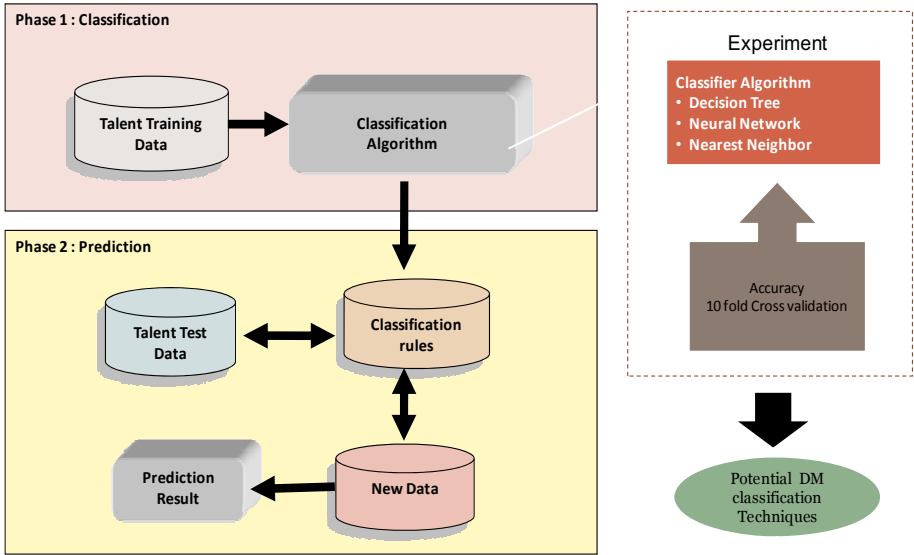 Phase 1 : Classification
Talent Training
Data
Classification
Algorithm
Phase 2 : Prediction
Talent Test
Data
Classification
rules
Prediction
Result
New Data
Experiment
Classifier Algorithm
• Decision Tree
• Neural Network
• Nearest Neighbor
Accuracy
10 fold Cross validation
Potential DM
classification
Techniques